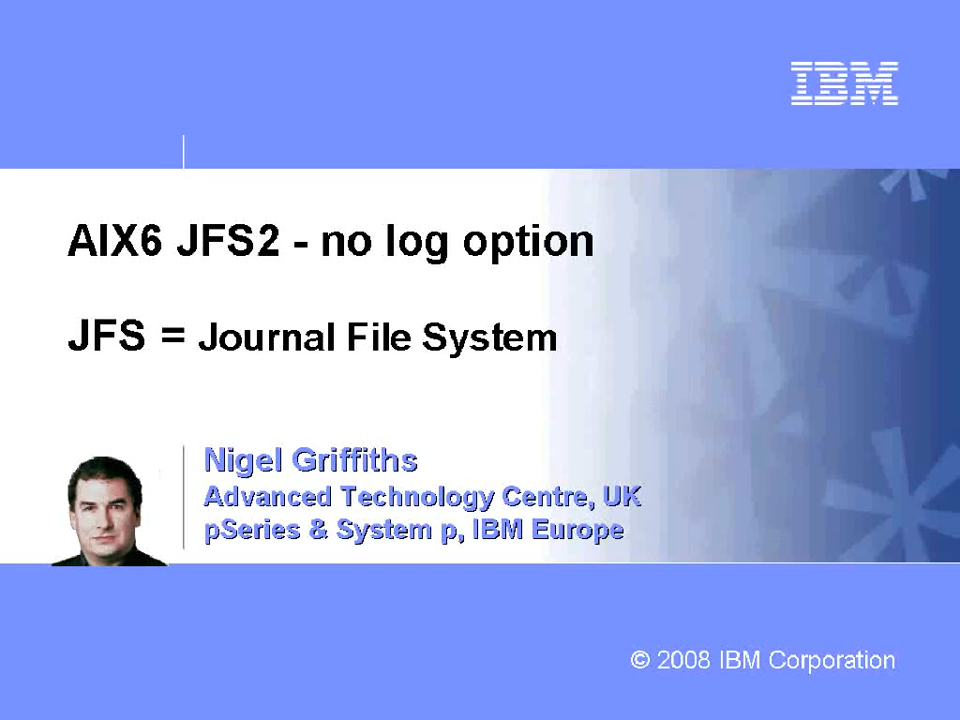 IBM
AIX6 JFS2 - no log option
JFS = Journal File System
Nigel Griffiths
Advanced Technology Centre, UK
pSeries & System p, IBM Europe
© 2008 IBM Corporation